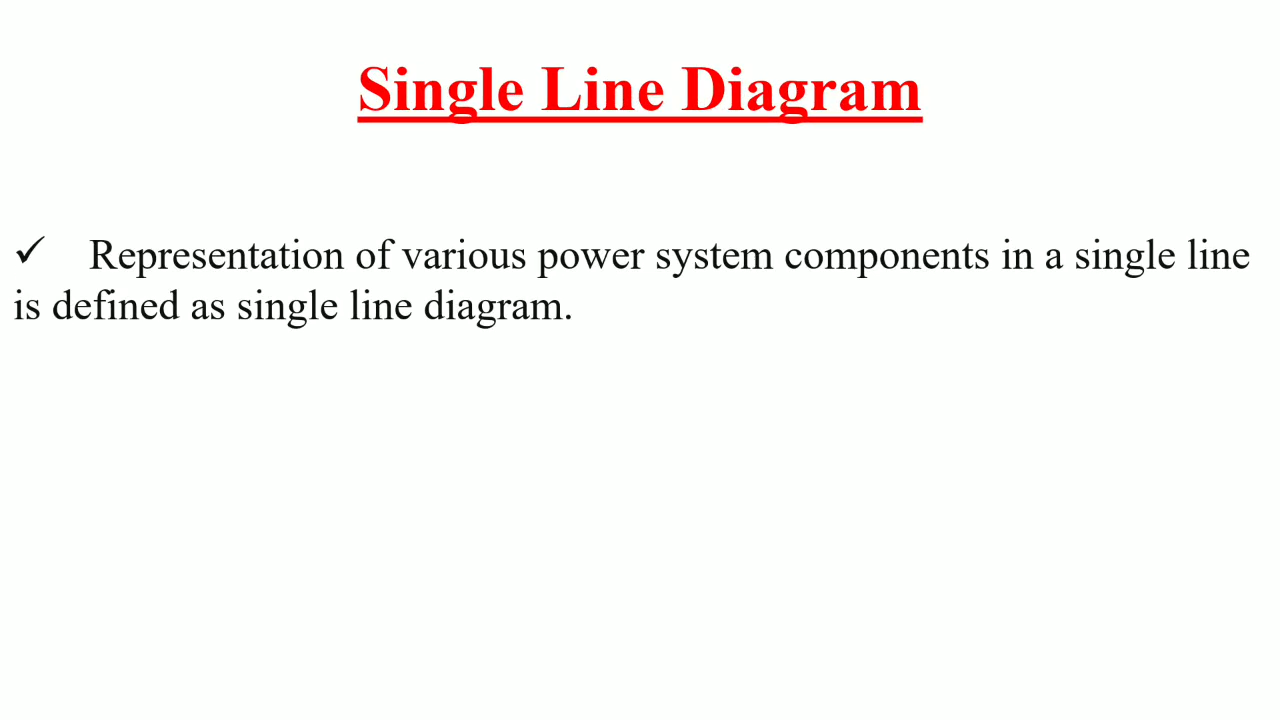 Single Line Diagram
✓ Representation of various power system components in a single line
is defined as single line diagram.